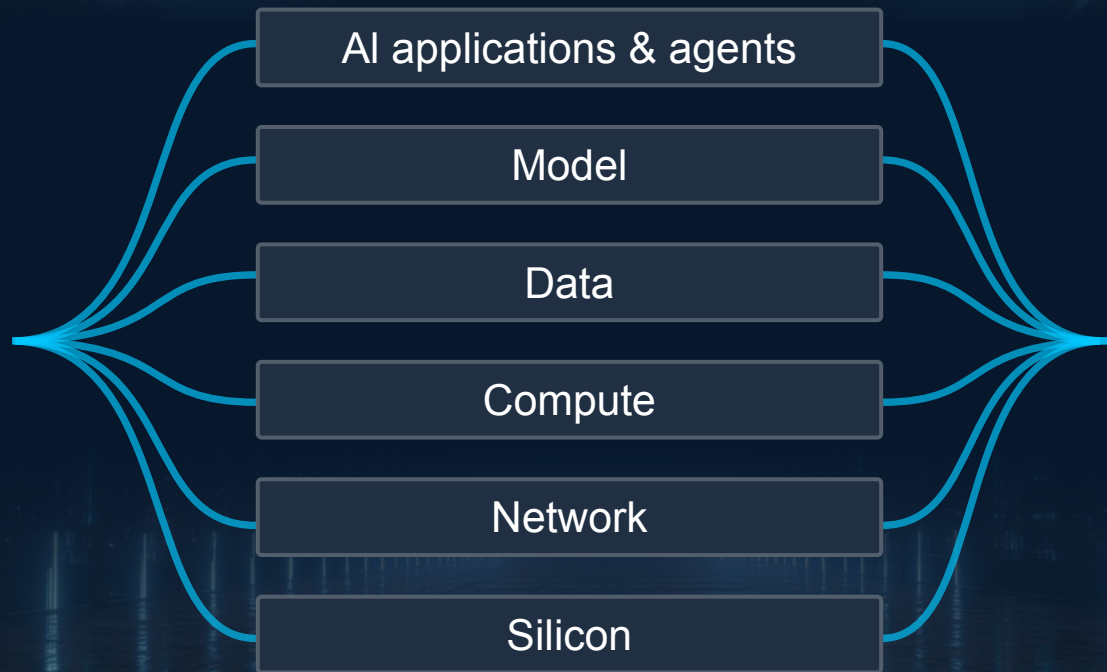 AI applications & agents
Model
Data
Compute
Network
Silicon